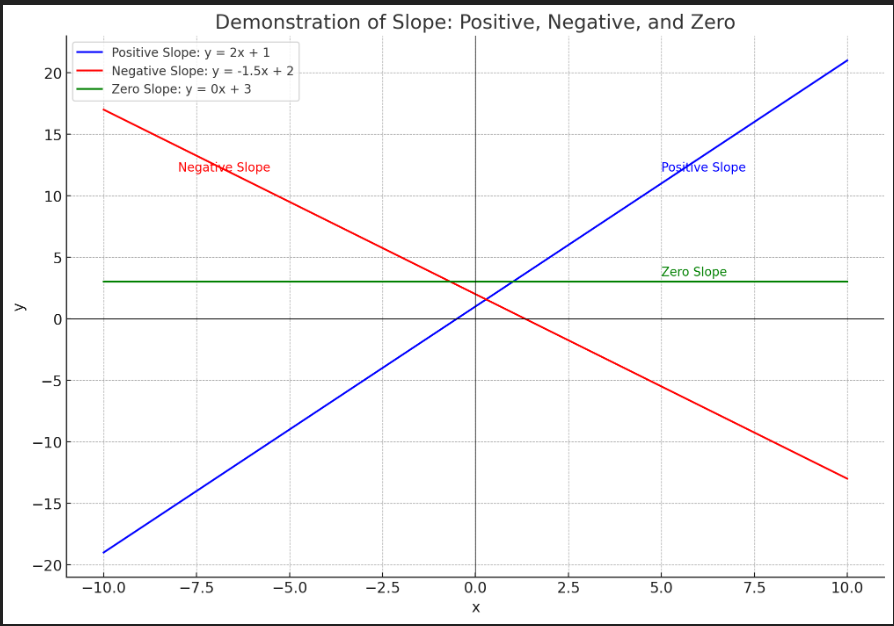 Demonstration of Slope: Positive, Negative, and Zero
Positive Slope: y = 2x + 1
Negative Slope: y = -1.5x + 2
Zero Slope: y = 0x + 3
20
15
10
5
0
−5
−10
−15
−20
y
Negative Slope
Positive Slope
Zero Slope
−10.0 −7.5 −5.0 −2.5 0.0 2.5 5.0 7.5 10.0
x